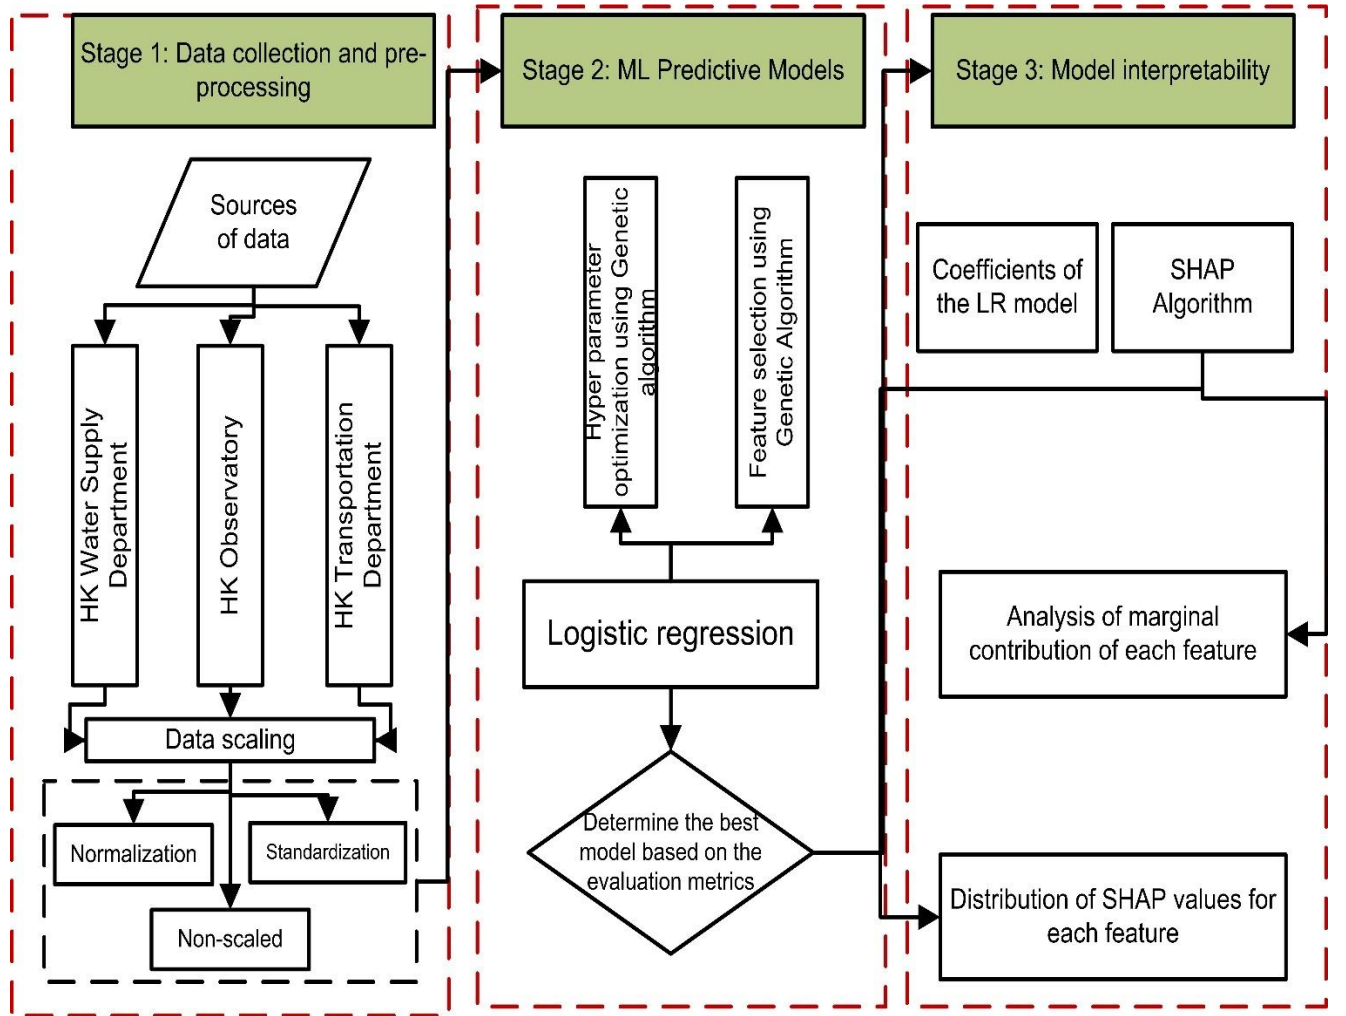 Stage 1: Data collection and pre-
processing
Sources
of data
HK Water Supply
Department
HK Observatory
HK Transportation
Department
Data scaling
Normalization
Standardization
Non-scaled
Stage 2: ML Predictive Models
Hyper parameter
optimization using Genetic
algorithm
Feature selection using
Genetic Algorithm
Logistic regression
Determine the best
model based on the
evaluation metrics
Stage 3: Model interpretability
Coefficients of
the LR model
SHAP
Algorithm
Analysis of marginal
contribution of each feature
Distribution of SHAP values for
each feature